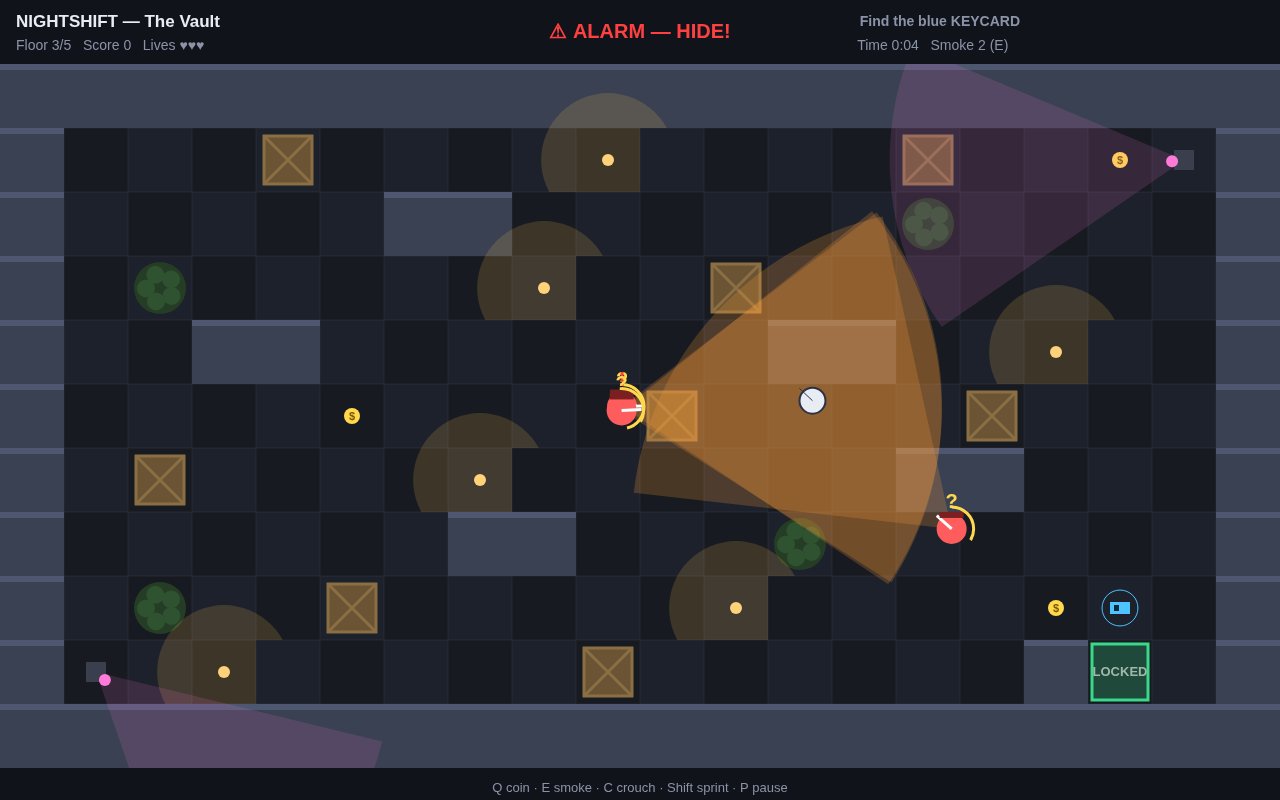 NIGHTSHIFT — The Vault
Floor 3/5 Score 0 Lives ♥♥♥
⚠ ALARM — HIDE!
Find the blue KEYCARD
Time 0:04 Smoke 2 (E)
$
?
$
?
$
LOCKED
Q coin · E smoke · C crouch · Shift sprint · P pause